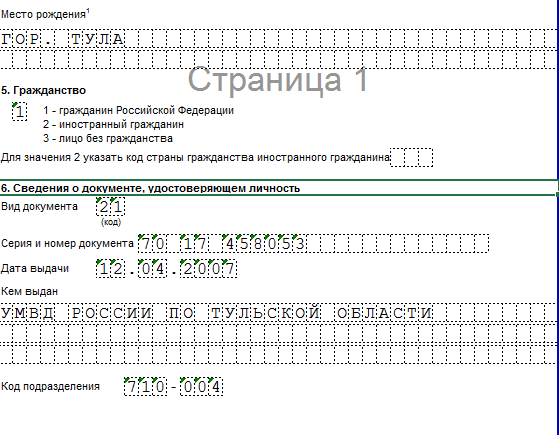 Место рождения1
ГОР. ТУЛА
Страница 1
5. Гражданство
1 1 - гражданин Российской Федерации
2 - иностранный гражданин
3 - лицо без гражданства
Для значения 2 указать код страны гражданства иностранного гражданина
6. Сведения о документе, удостоверяющем личность
Вид документа 21
(код)
Серия и номер документа 70 17 458053
Дата выдачи 12.04.2007
Кем выдан
УМВД РОССИИ ПО ТУЛЬСКОЙ ОБЛАСТИ
Код подразделения 710-004